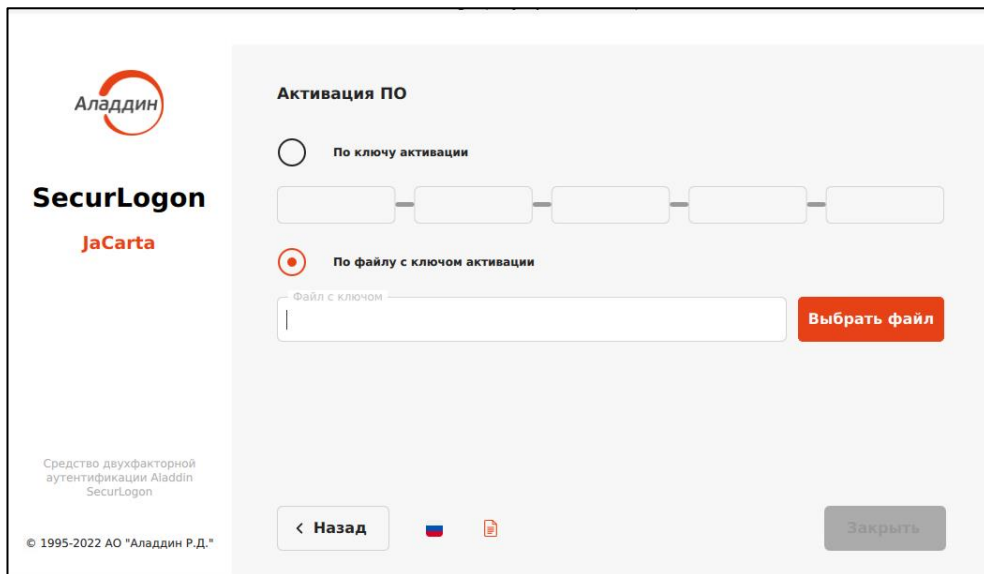 Аладдин
SecurLogon
JaCarta
Средство двухфакторной
аутентификации Aladdin
SecurLogon
© 1995-2022 АО "Аладдин Р.Д."
Активация ПО
По ключу активации
По файлу с ключом активации
Файл с ключом
Выбрать файл
< Назад
Закрыть